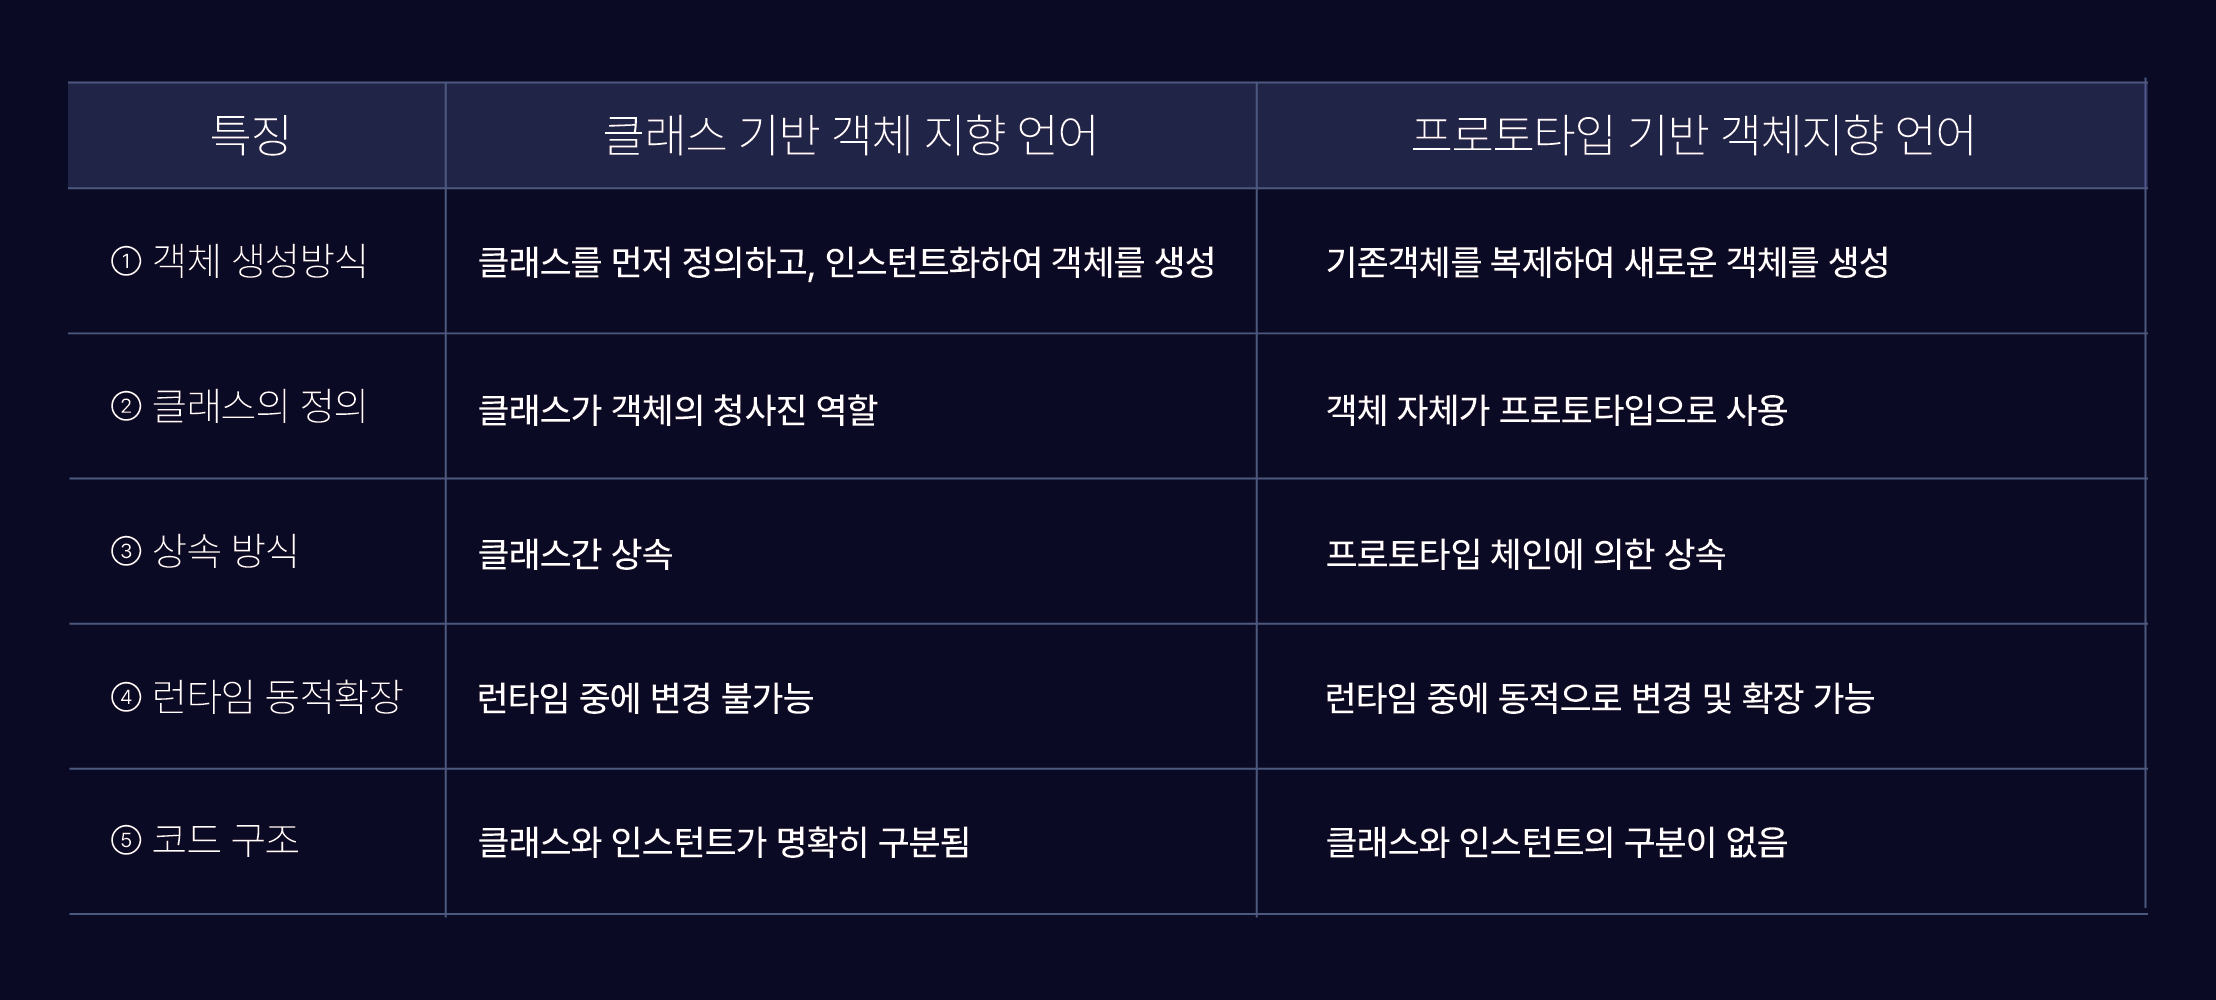 특징 클래스 기반 객체 지향 언어 프로토타입 기반 객체지향 언어
① 객체 생성방식 클래스를 먼저 정의하고, 인스턴트화하여 객체를 생성 기존객체를 복제하여 새로운 객체를 생성
② 클래스의 정의 클래스가 객체의 청사진 역할 객체 자체가 프로토타입으로 사용
③ 상속 방식 클래스간 상속 프로토타입 체인에 의한 상속
④ 런타임 동적확장 런타임 중에 변경 불가능 런타임 중에 동적으로 변경 및 확장 가능
⑤ 코드 구조 클래스와 인스턴트가 명확히 구분됨 클래스와 인스턴트의 구분이 없음